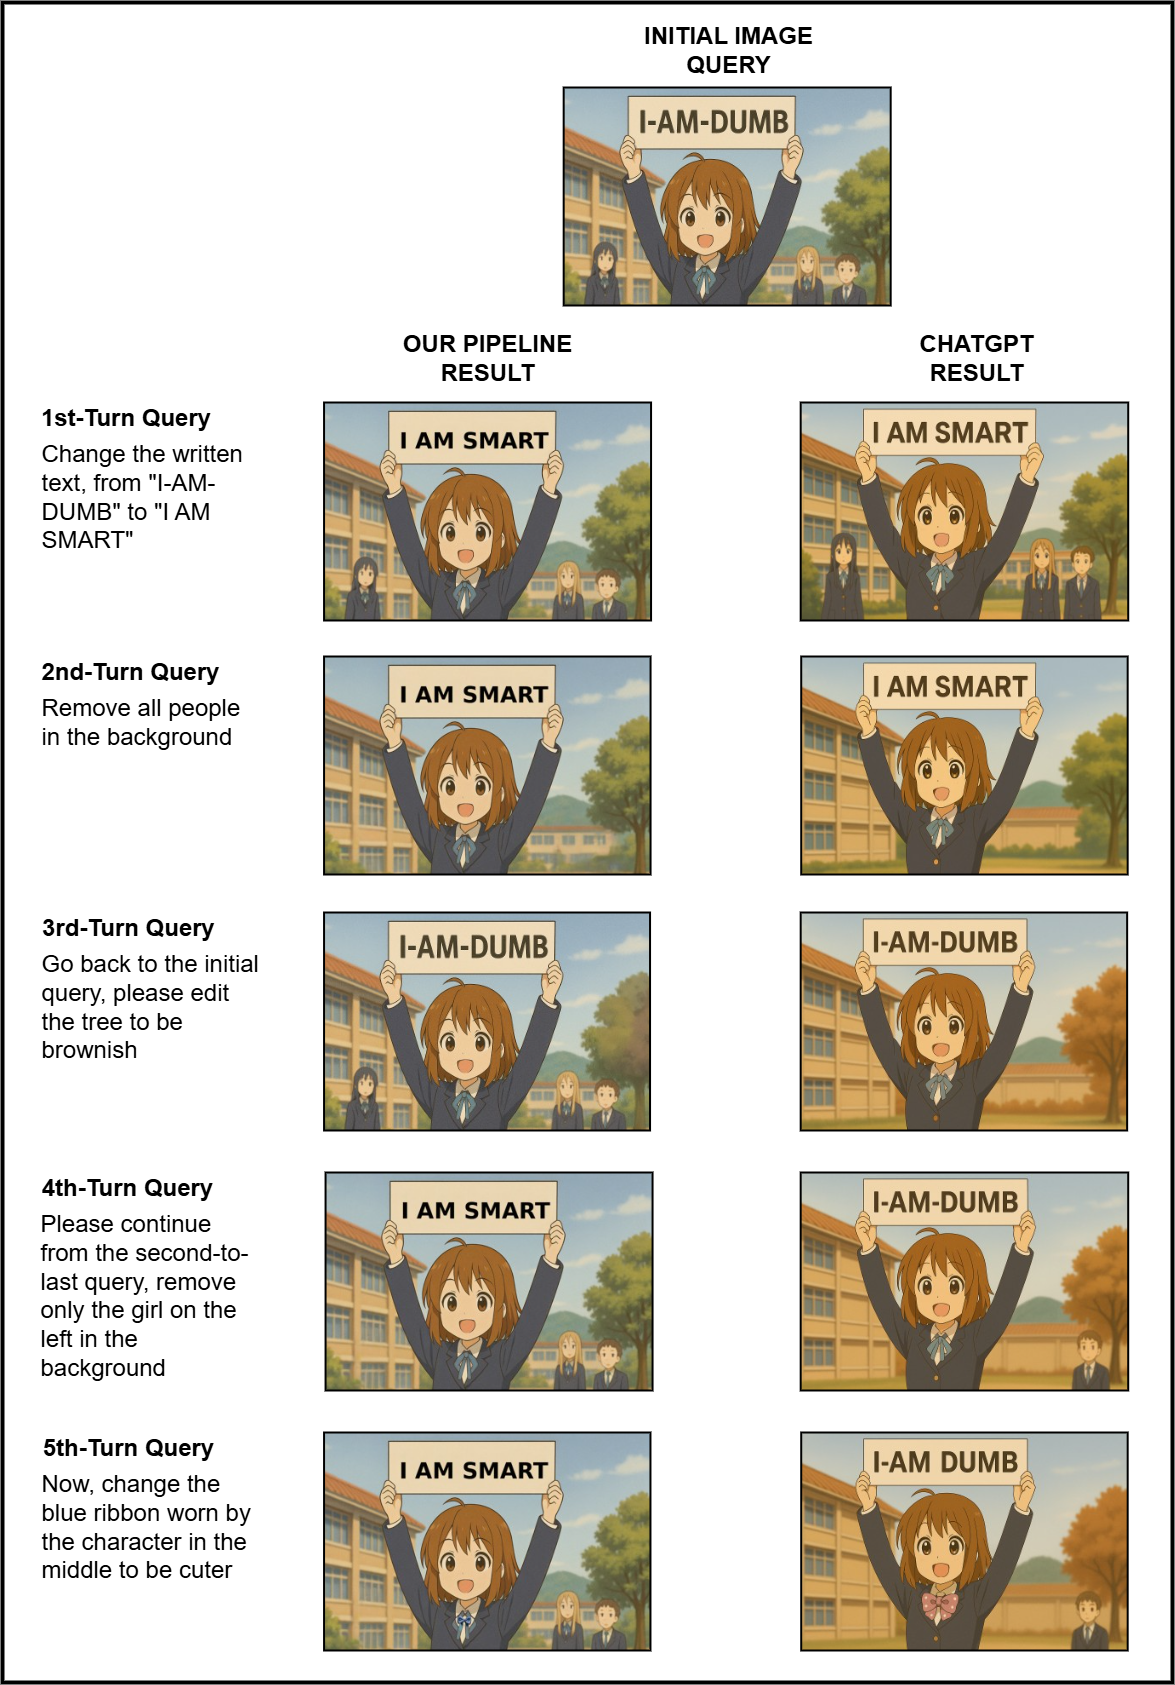 INITIAL IMAGE
QUERY
I-AM-DUMB
OUR PIPELINE
RESULT
CHATGPT
RESULT
1st-Turn Query
Change the written
text, from "I-AM-
DUMB" to "I AM
SMART"
I AM SMART
I AM SMART
2nd-Turn Query
Remove all people
in the background
I AM SMART
I AM SMART
3rd-Turn Query
Go back to the initial
query, please edit
the tree to be
brownish
I-AM-DUMB
I-AM-DUMB
4th-Turn Query
Please continue
from the second-to-
last query, remove
only the girl on the
left in the
background
I AM SMART
I-AM-DUMB
5th-Turn Query
Now, change the
blue ribbon worn by
the character in the
middle to be cuter
I AM SMART
I-AM DUMB